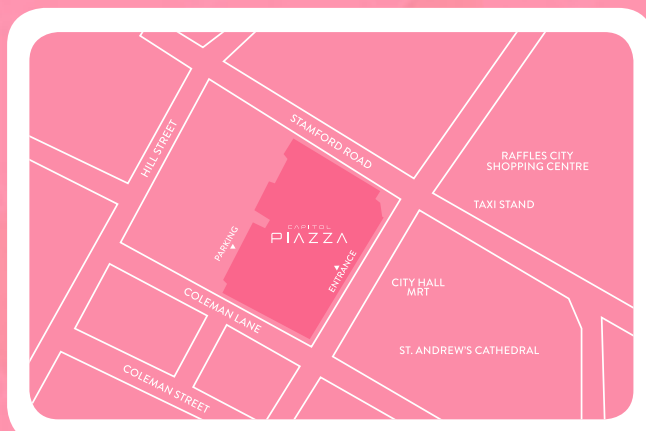 STAMFORD ROAD
HILL STREET
RAFFLES CITY
SHOPPING CENTRE
TAXI STAND
CAPITOL
PIAZZA
PARKING
ENTRANCE
CITY HALL
MRT
COLEMAN LANE
ST. ANDREW'S CATHEDRAL
COLEMAN STREET